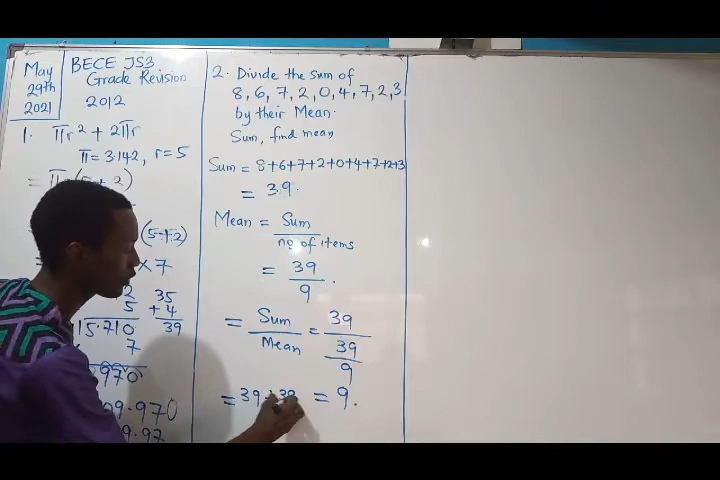 May
29th
2021
BECE JS3
Grade Revision
2012
1. πr² + 2πr
π = 3.142, r = 5
= π (5 + 2)
(5+2)
× 7
2
5
15.710
7
35
+ 4
39
970
09.970
9.97
2. Divide the sum of
8, 6, 7, 2, 0, 4, 7, 2, 3
by their Mean.
Sum, find mean
Sum = 8+6+7+2+0+4+7+2+3
= 39.
Mean = Sum
no of items
= 39
9.
= Sum = 39
Mean 39
9
= 39 ÷ 39 = 9.